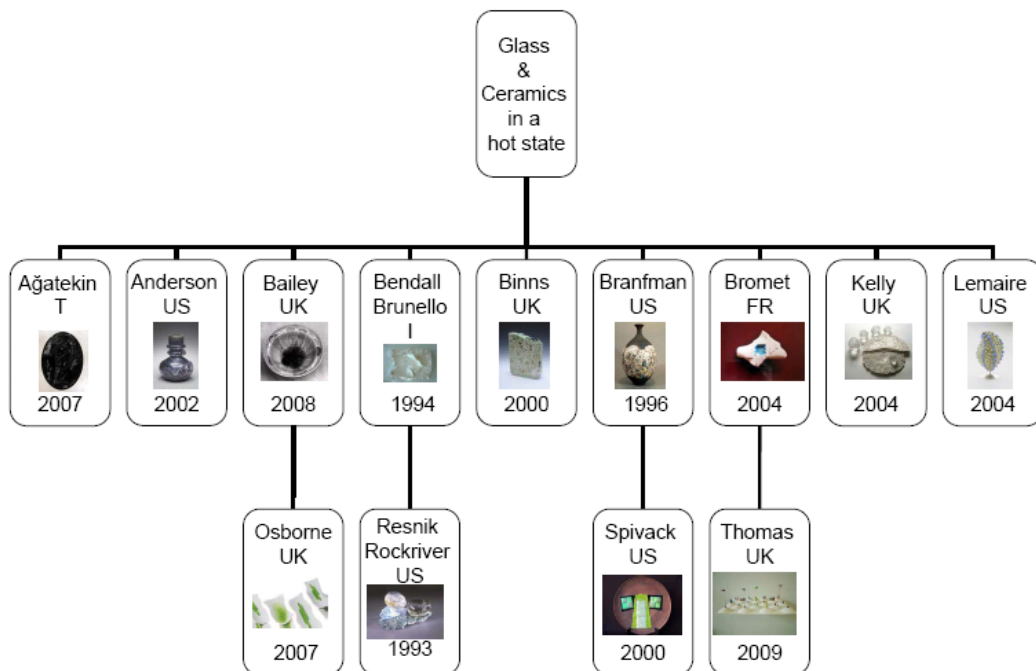 Glass
&
Ceramics
in a
hot state
Ağatekin
T
2007
Anderson
US
2002
Bailey
UK
2008
Bendall
Brunello
I
1994
Binns
UK
2000
Branfman
US
1996
Bromet
FR
2004
Kelly
UK
2004
Lemaire
US
2004
Osborne
UK
2007
Resnik
Rockriver
US
1993
Spivack
US
2000
Thomas
UK
2009